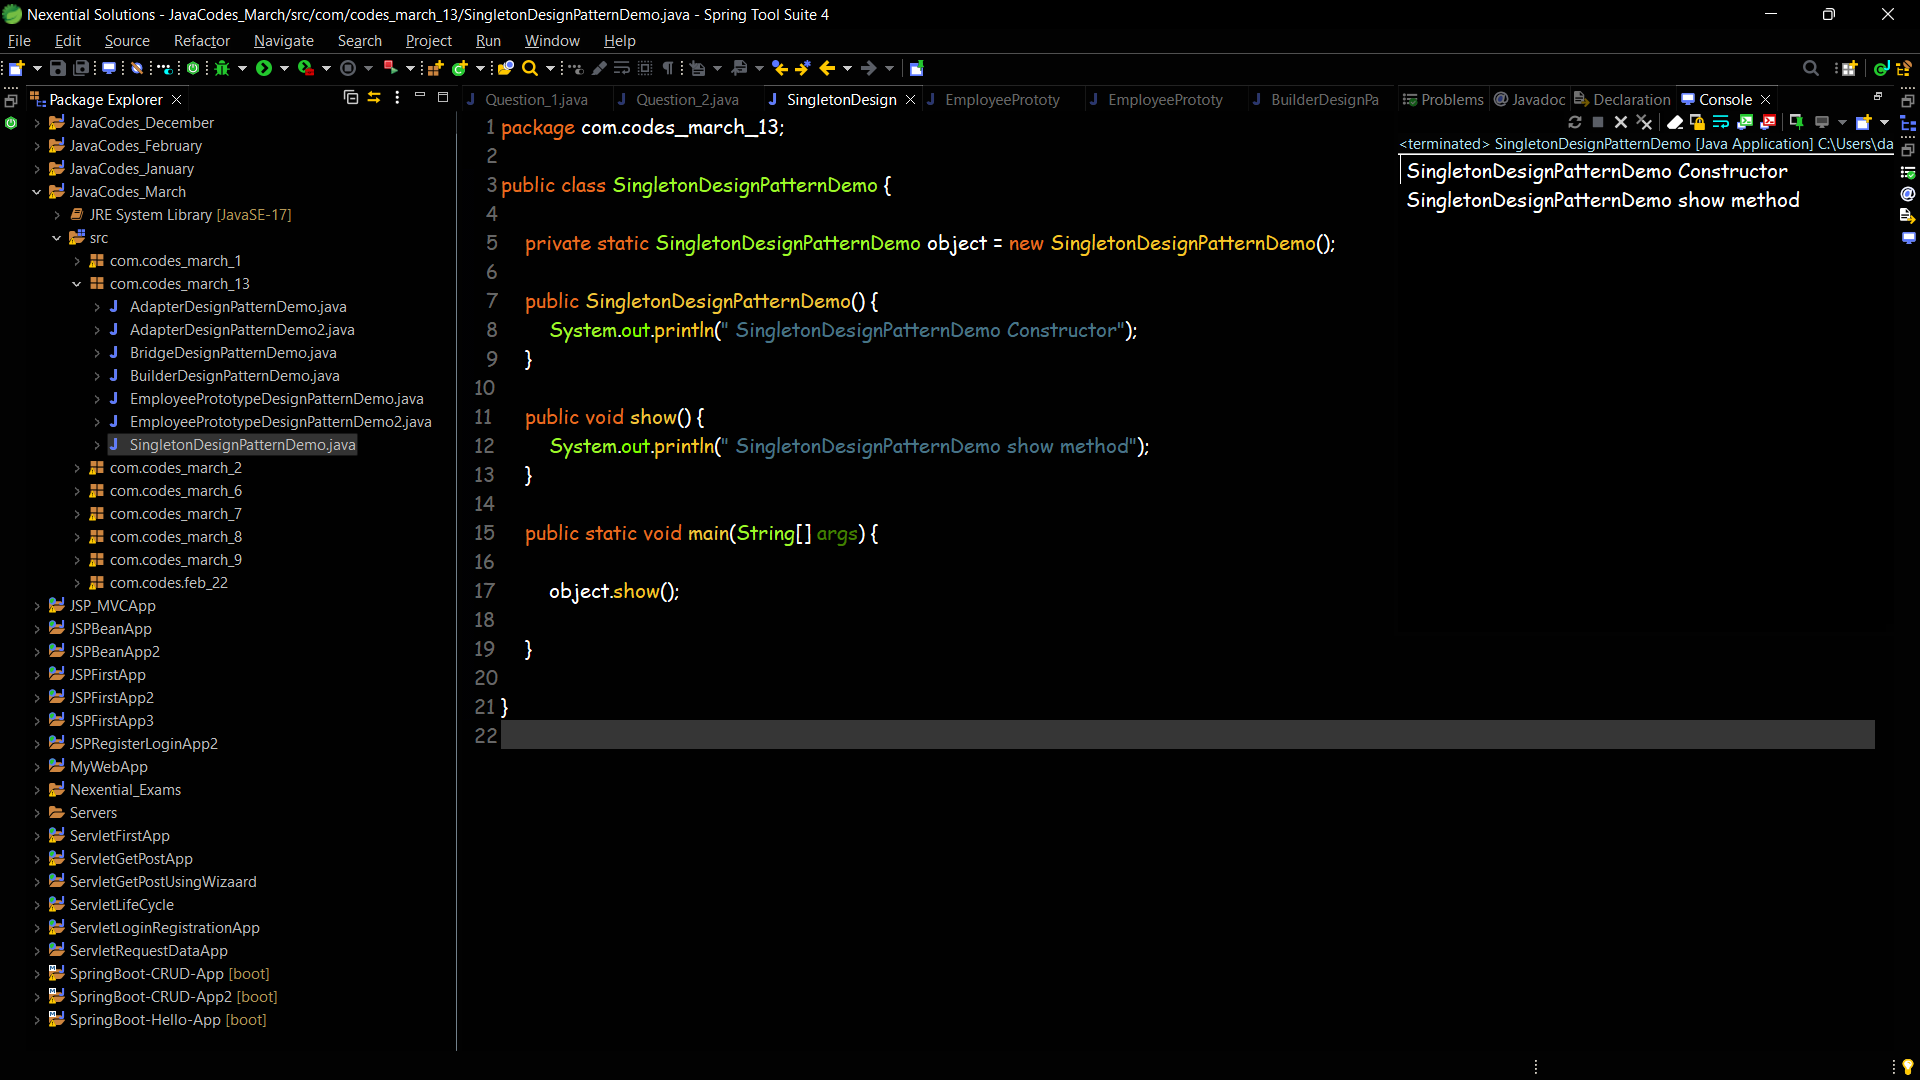 Nexential Solutions - JavaCodes_March/src/com/codes_march_13/SingletonDesignPatternDemo.java - Spring Tool Suite 4
File Edit Source Refactor Navigate Search Project Run Window Help
Package Explorer
JavaCodes_December
JavaCodes_February
JavaCodes_January
JavaCodes_March
JRE System Library [JavaSE-17]
src
com.codes_march_1
com.codes_march_13
AdapterDesignPatternDemo.java
AdapterDesignPatternDemo2.java
BridgeDesignPatternDemo.java
BuilderDesignPatternDemo.java
EmployeePrototypeDesignPatternDemo.java
EmployeePrototypeDesignPatternDemo2.java
SingletonDesignPatternDemo.java
com.codes_march_2
com.codes_march_6
com.codes_march_7
com.codes_march_8
com.codes_march_9
com.codes.feb_22
JSP_MVCApp
JSPBeanApp
JSPBeanApp2
JSPFirstApp
JSPFirstApp2
JSPFirstApp3
JSPRegisterLoginApp2
MyWebApp
Nexential_Exams
Servers
ServletFirstApp
ServletGetPostApp
ServletGetPostUsingWizaard
ServletLifeCycle
ServletLoginRegistrationApp
ServletRequestDataApp
SpringBoot-CRUD-App [boot]
SpringBoot-CRUD-App2 [boot]
SpringBoot-Hello-App [boot]
Question_1.java Question_2.java SingletonDesign EmployeePrototy EmployeePrototy BuilderDesignPa
1 package com.codes_march_13;
2
3 public class SingletonDesignPatternDemo {
4
5 private static SingletonDesignPatternDemo object = new SingletonDesignPatternDemo();
6
7 public SingletonDesignPatternDemo() {
8 System.out.println(" SingletonDesignPatternDemo Constructor");
9 }
10
11 public void show() {
12 System.out.println(" SingletonDesignPatternDemo show method");
13 }
14
15 public static void main(String[] args) {
16
17 object.show();
18
19 }
20
21 }
22
Problems Javadoc Declaration Console
<terminated> SingletonDesignPatternDemo [Java Application] C:\Users\da
SingletonDesignPatternDemo Constructor
SingletonDesignPatternDemo show method